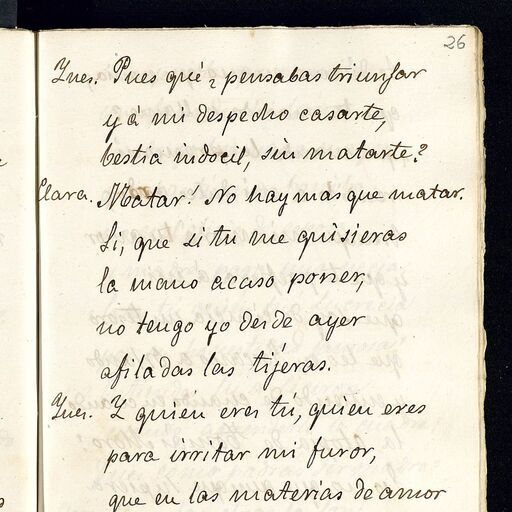 26
Ynes. Pues qué? pensabas triunfar
y á mi despecho casarte,
bestia indocil, sin matarte?
Clara. Matar! No hay mas que matar.
Si, que si tu me quisieras
la mano acaso poner,
no tengo yo desde ayer
afiladas las tijeras.
Ynes. Y quien eres tu, quien eres
para irritar mi furor,
que en las materias de amor